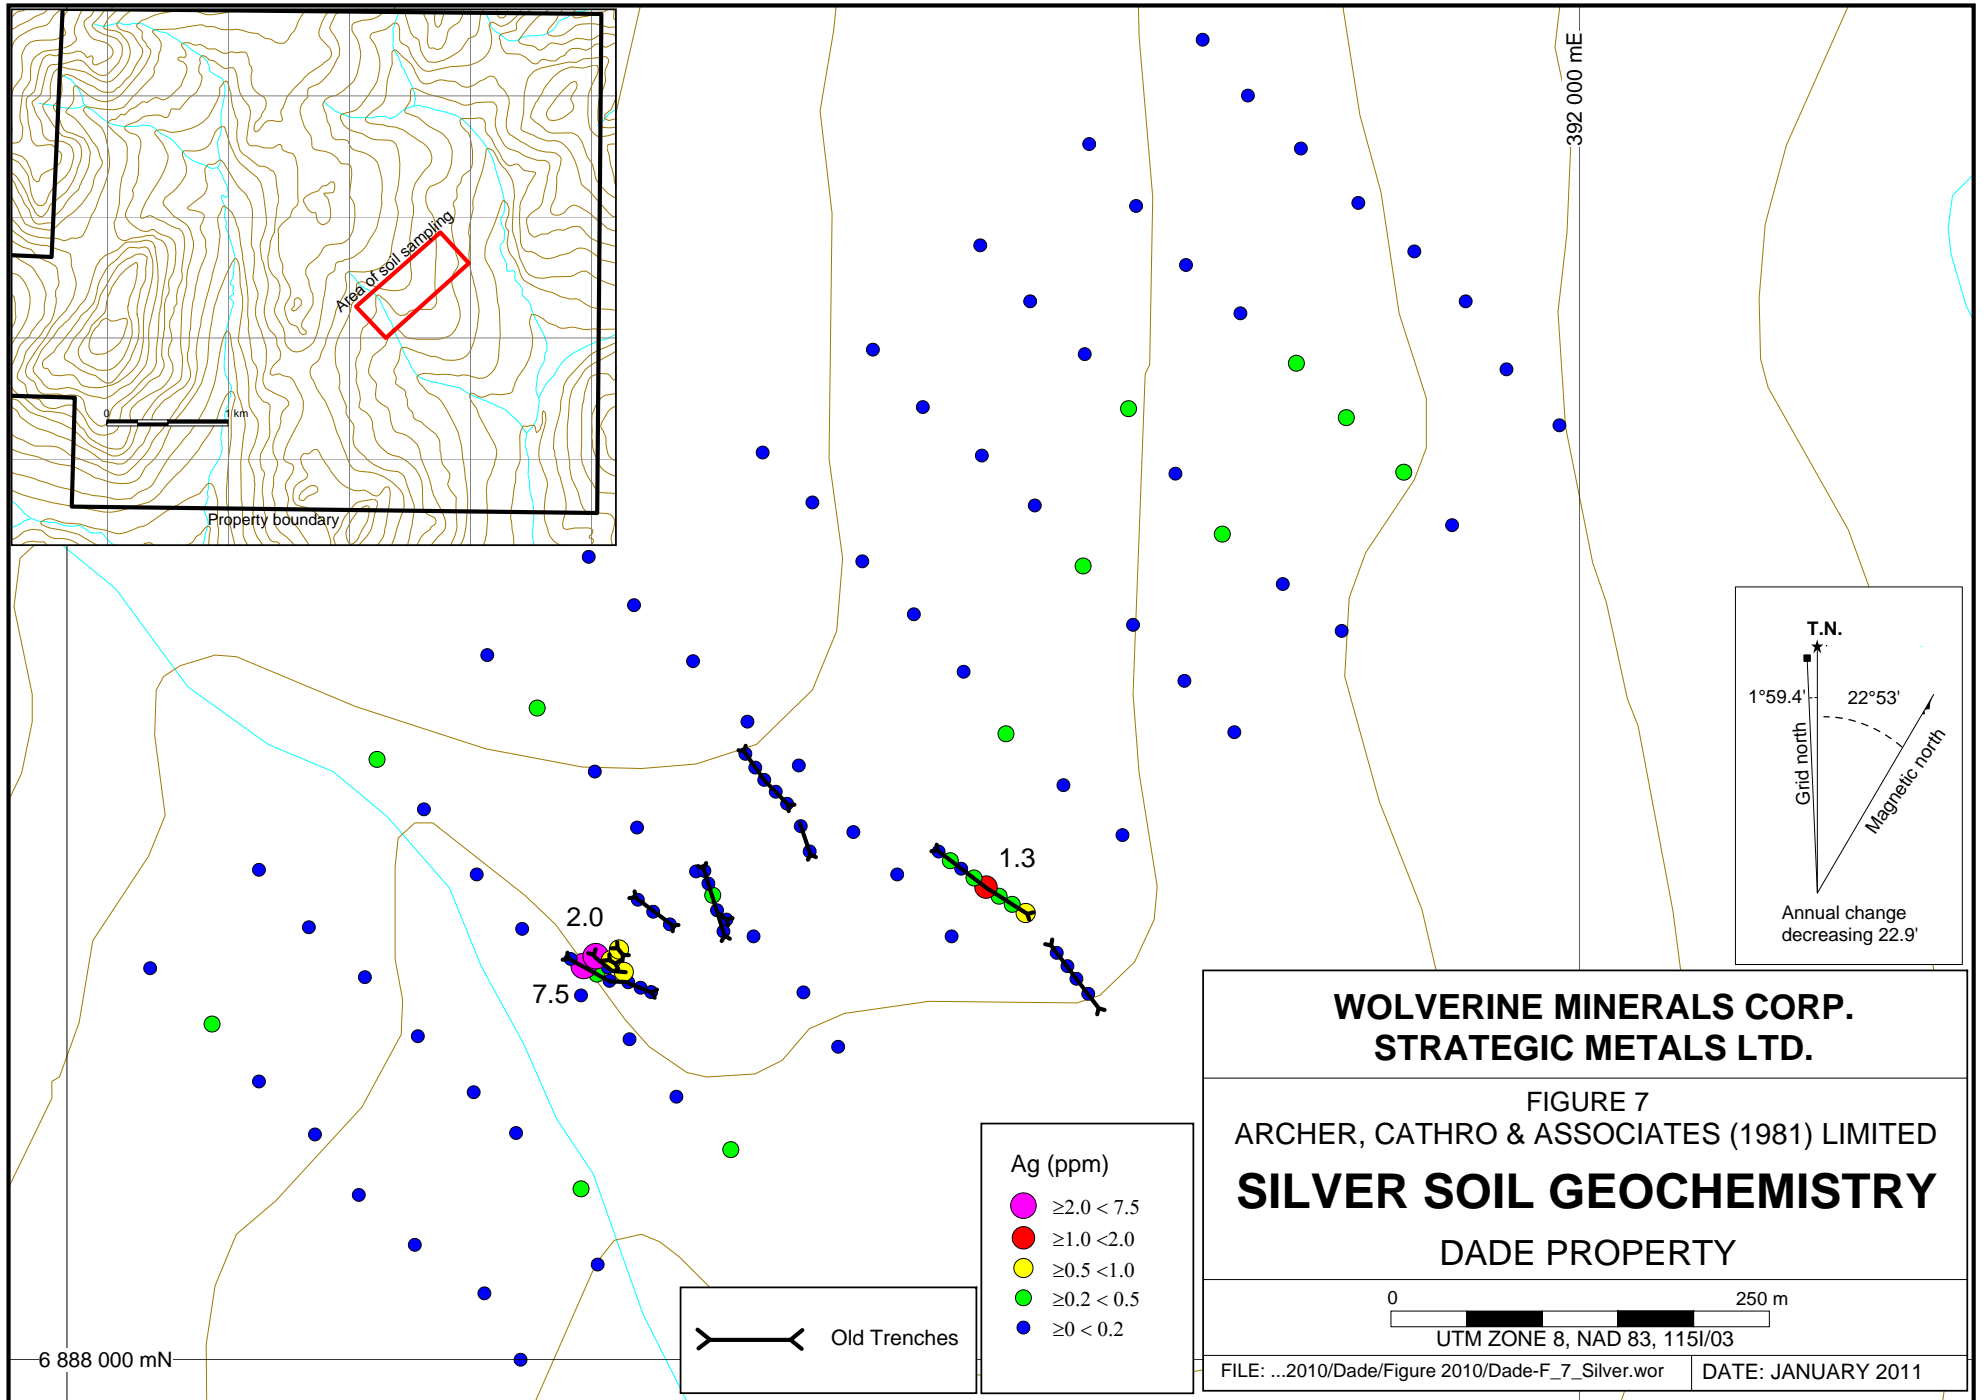 392 000 mE
Area of soil sampling
0
1 km
Property boundary
T.N.
1°59.4'
22°53'
Grid north
Magnetic north
Annual change
decreasing 22.9'
1.3
2.0
7.5
Ag (ppm)
≥2.0 < 7.5
≥1.0 <2.0
≥0.5 <1.0
≥0.2 < 0.5
≥0 < 0.2
Old Trenches
6 888 000 mN
WOLVERINE MINERALS CORP.
STRATEGIC METALS LTD.
FIGURE 7
ARCHER, CATHRO & ASSOCIATES (1981) LIMITED
SILVER SOIL GEOCHEMISTRY
DADE PROPERTY
0
250 m
UTM ZONE 8, NAD 83, 115I/03
FILE: ...2010/Dade/Figure 2010/Dade-F_7_Silver.wor
DATE: JANUARY 2011